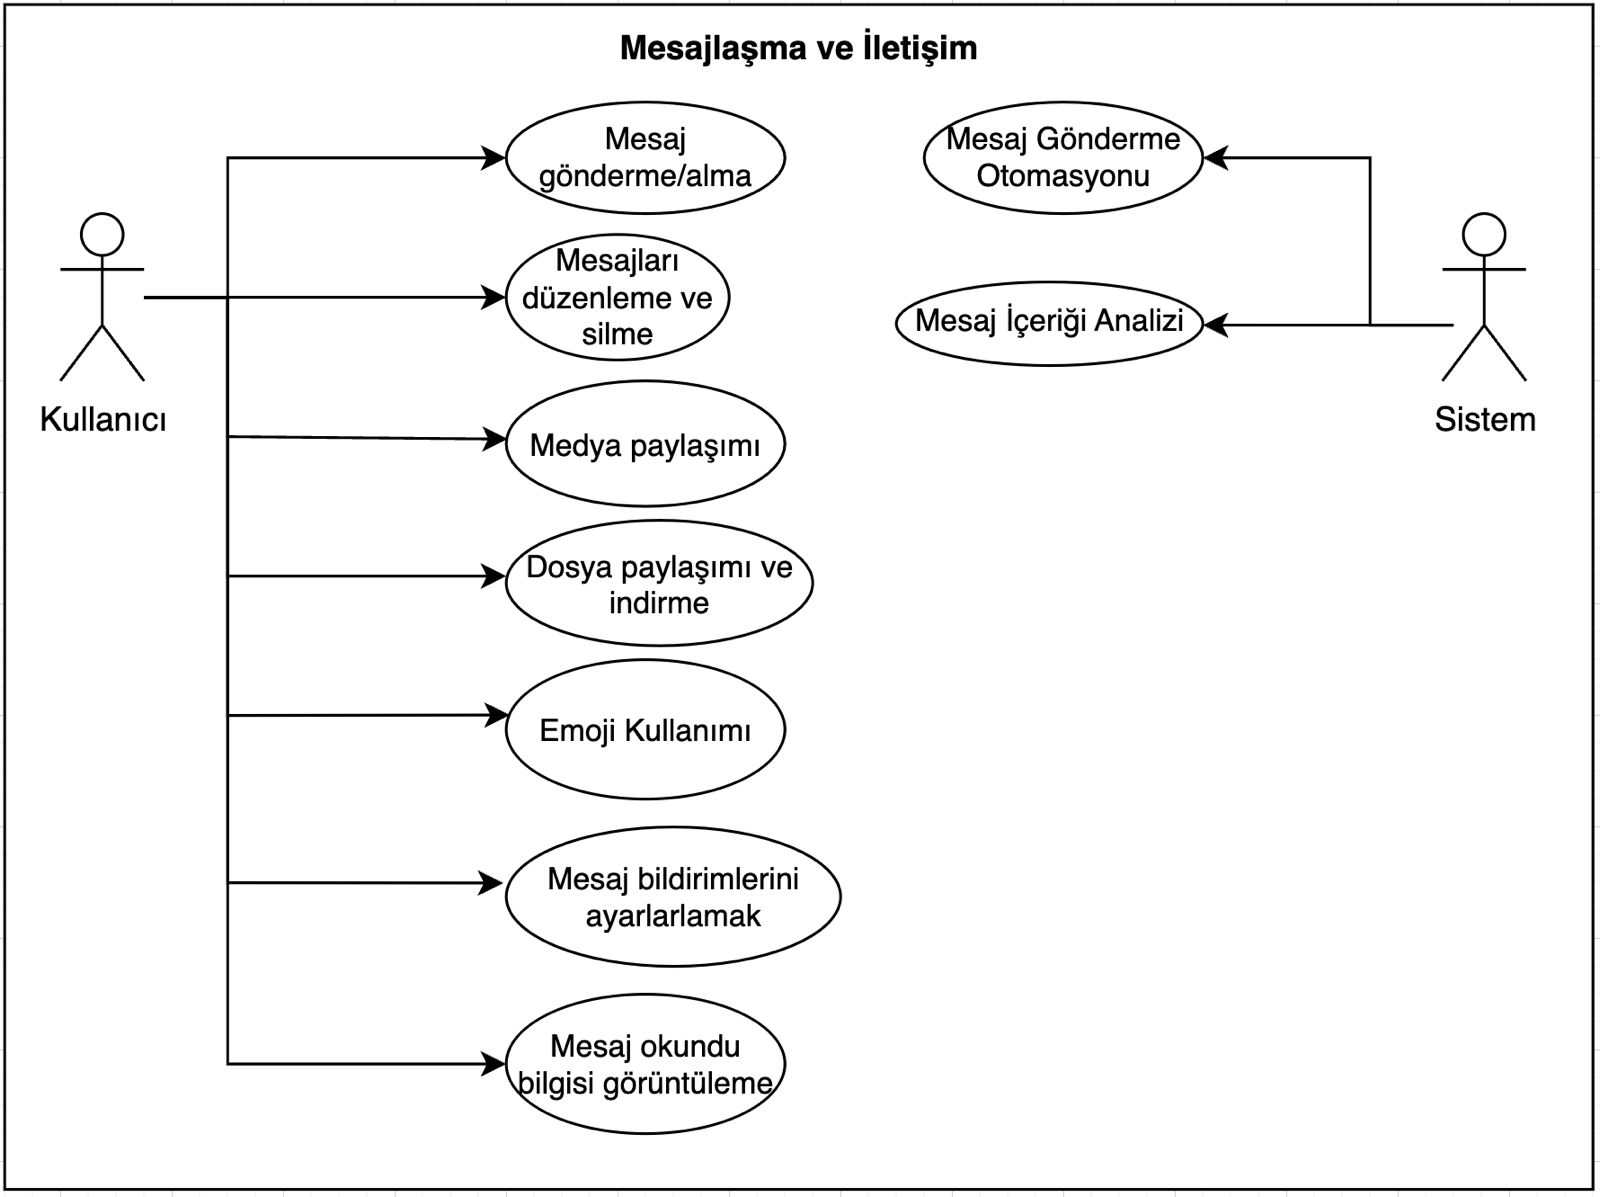 Mesajlaşma ve İletişim
Mesaj
gönderme/alma
Mesajları
düzenleme ve
silme
Medya paylaşımı
Dosya paylaşımı ve
indirme
Emoji Kullanımı
Mesaj bildirimlerini
ayarlarlamak
Mesaj okundu
bilgisi görüntüleme
Mesaj Gönderme
Otomasyonu
Mesaj İçeriği Analizi
Kullanıcı
Sistem